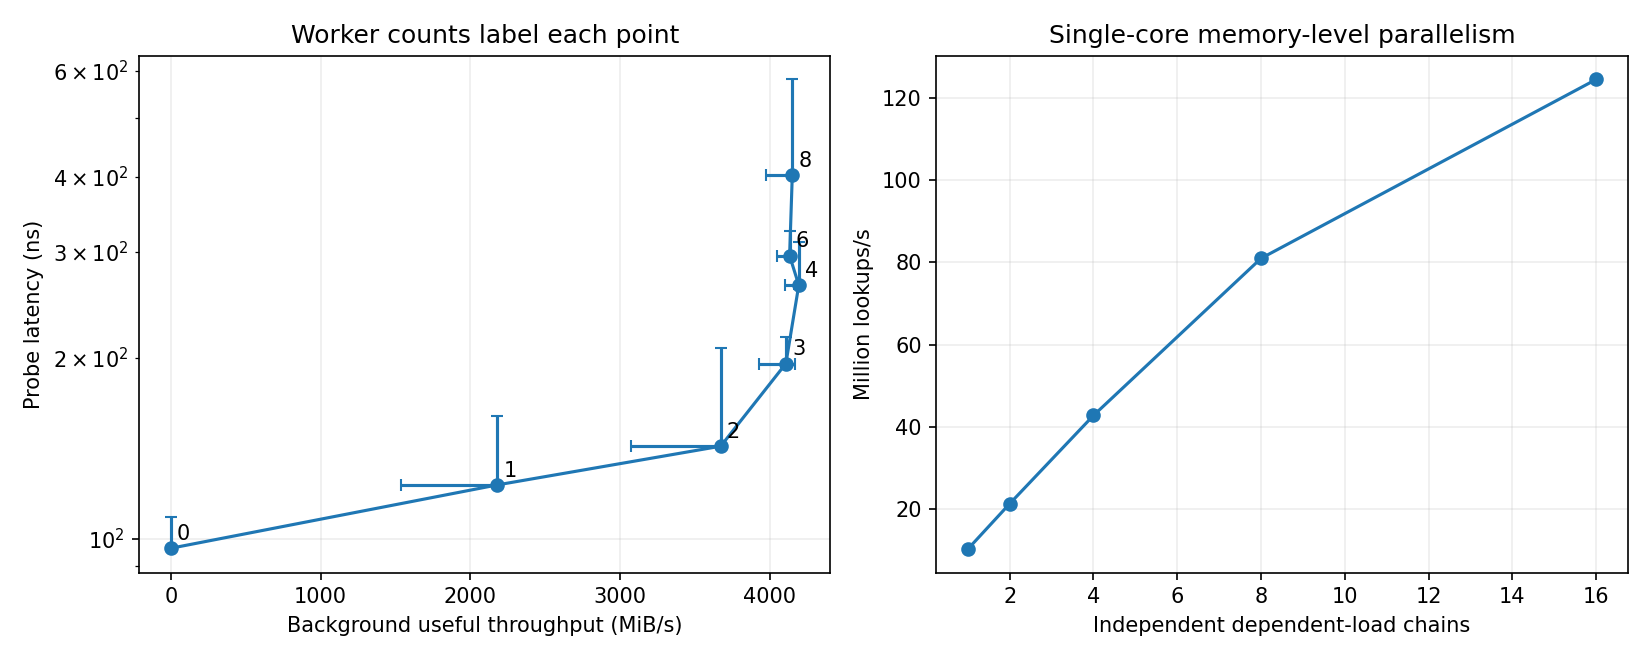 Worker counts label each point
6 × 10²
4 × 10²
3 × 10²
2 × 10²
10²
Probe latency (ns)
0
1
2
3
4
6
8
0 1000 2000 3000 4000
Background useful throughput (MiB/s)
Single-core memory-level parallelism
120
100
80
60
40
20
Million lookups/s
2 4 6 8 10 12 14 16
Independent dependent-load chains